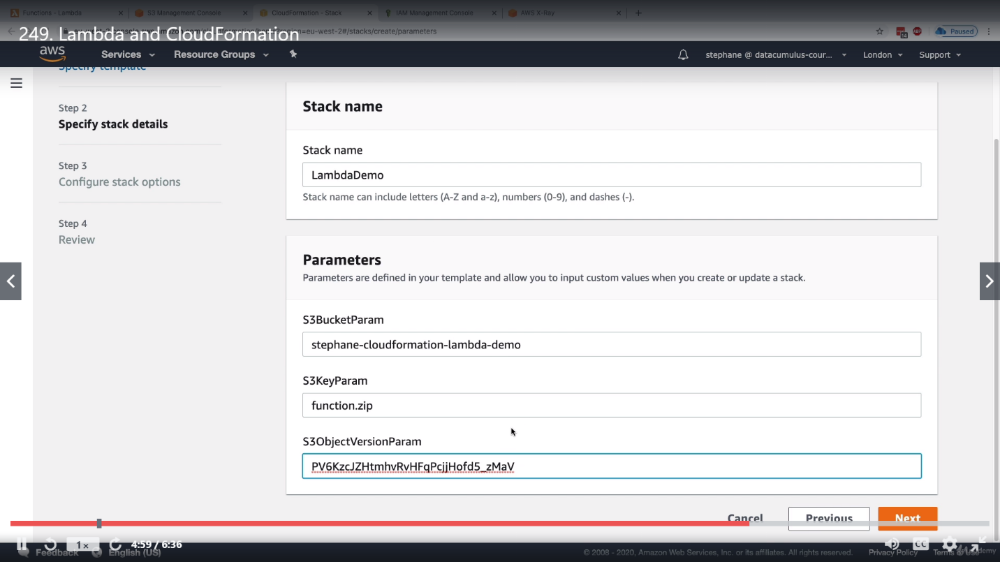 Functions - Lambda
S3 Management Console
CloudFormation - Stack
IAM Management Console
AWS X-Ray
=eu-west-2#/stacks/create/parameters
14
ABP
Paused
249. Lambda and CloudFormation
aws
Services
Resource Groups
stephane @ datacumulus-cour...
London
Support
Specify template
Step 2
Specify stack details
Step 3
Configure stack options
Step 4
Review
Stack name
Stack name
LambdaDemo
Stack name can include letters (A-Z and a-z), numbers (0-9), and dashes (-).
Parameters
Parameters are defined in your template and allow you to input custom values when you create or update a stack.
S3BucketParam
stephane-cloudformation-lambda-demo
S3KeyParam
function.zip
S3ObjectVersionParam
PV6KzcJZHtmhvRvHFqPcjjHofd5_zMaV
Cancel
Previous
Next
1x
4:59 / 6:36
CC
Feedback
English (US)
© 2008 - 2020, Amazon Web Services, Inc. or its affiliates. All rights reserved.
Privacy Policy
Terms of Use